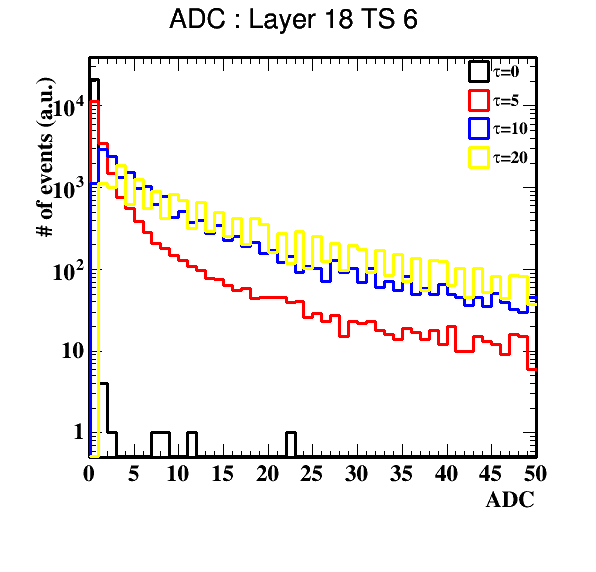 ADC : Layer 18 TS 6
# of events (a.u.)
10⁴
10³
10²
10
1
τ=0
τ=5
τ=10
τ=20
0 5 10 15 20 25 30 35 40 45 50
ADC